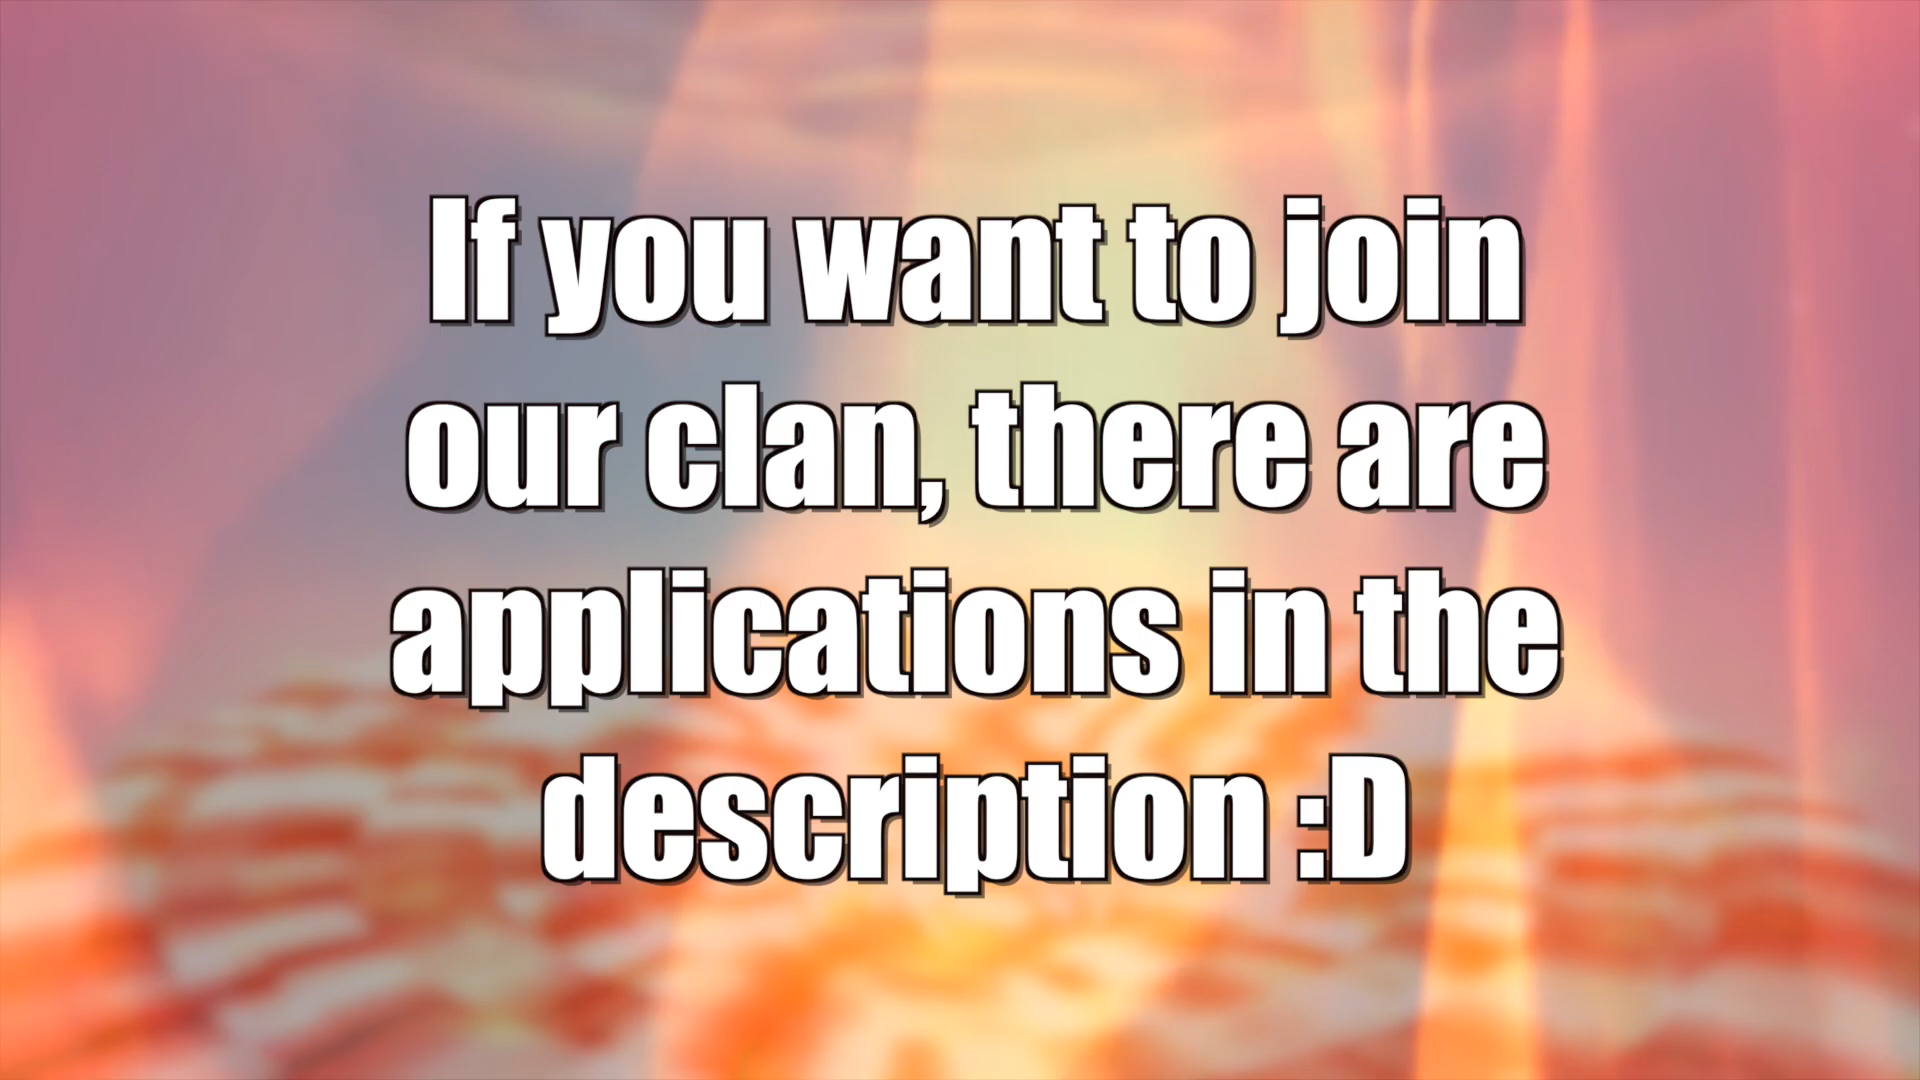 If you want to join
our clan, there are
applications in the
description :D